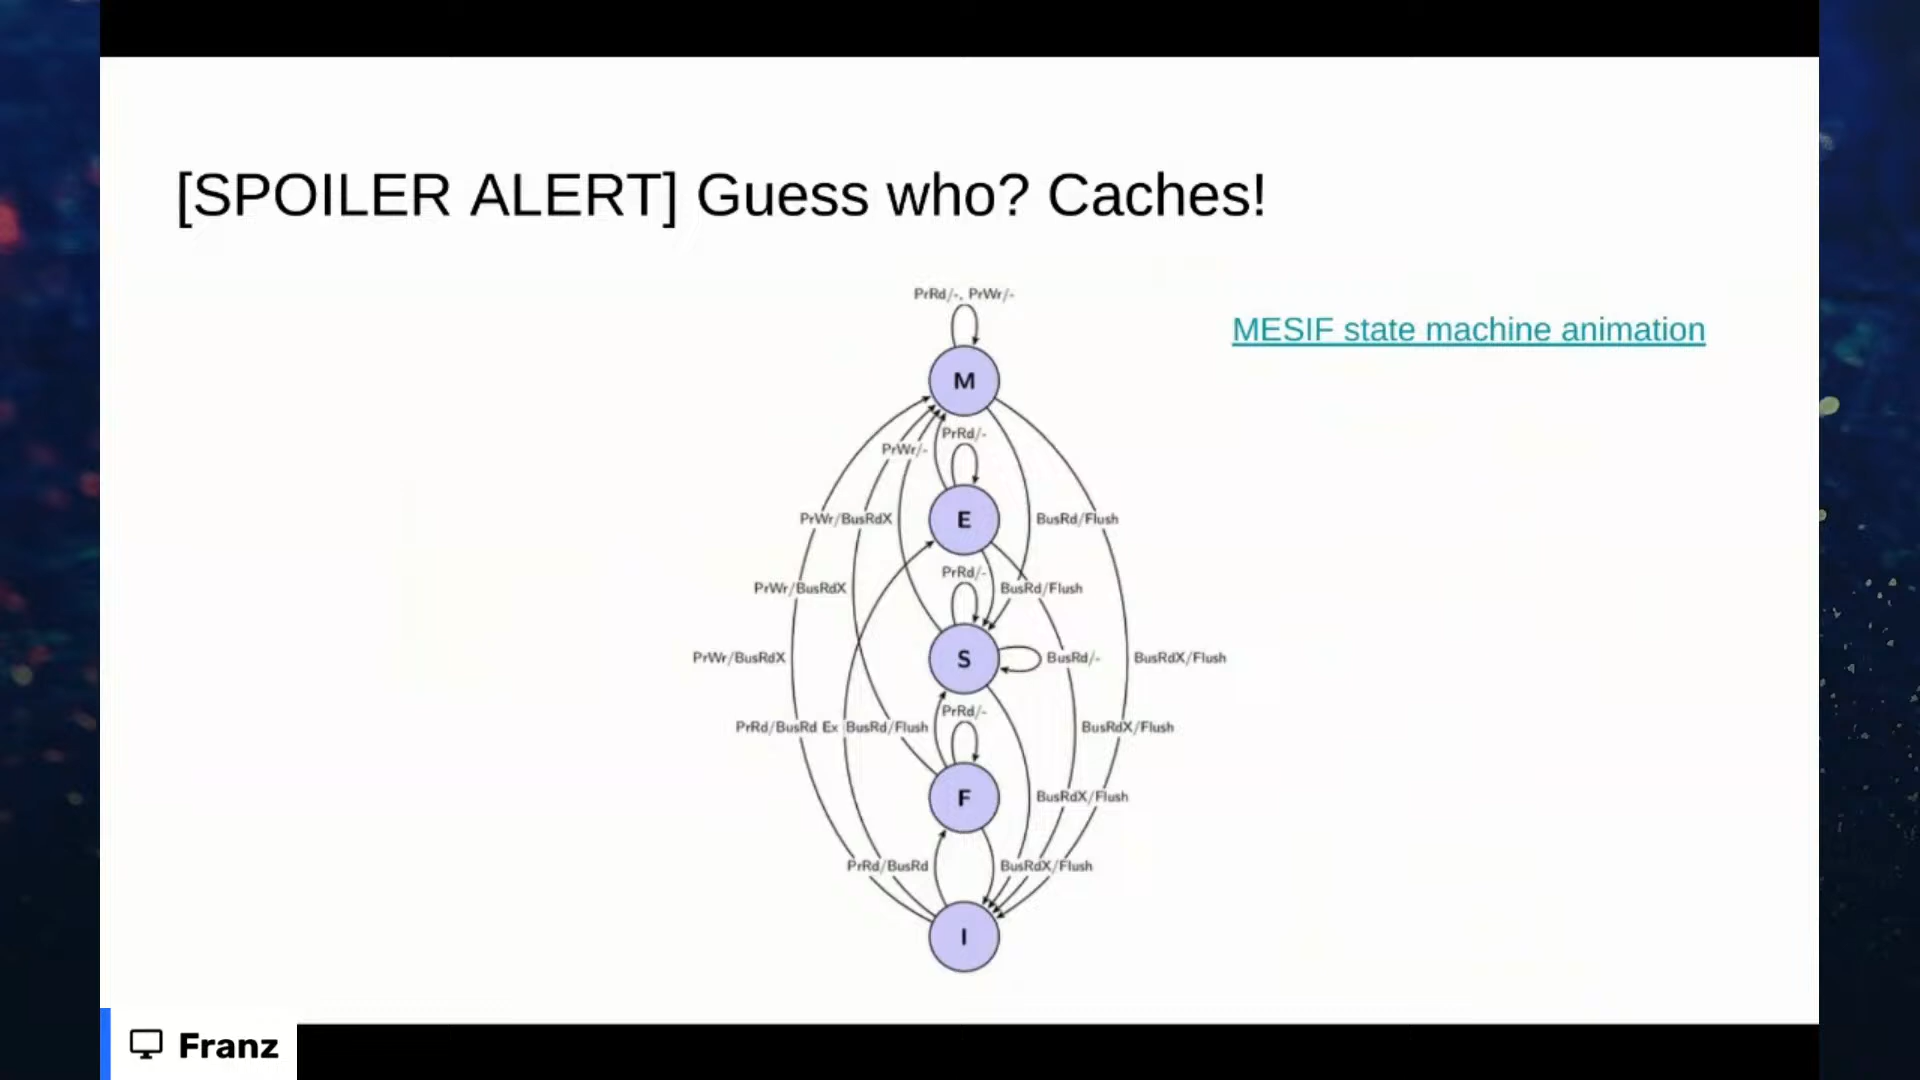 [SPOILER ALERT] Guess who? Caches!
PrRd/-, PrWr/-
MESIF state machine animation
M
PrRd/-
PrWr/-
PrWr/BusRdX
E
BusRd/Flush
PrRd/-
PrWr/BusRdX
BusRd/Flush
PrWr/BusRdX
S
BusRd/-
BusRdX/Flush
PrRd/-
PrRd/BusRd Ex
BusRd/Flush
BusRdX/Flush
F
BusRdX/Flush
PrRd/BusRd
BusRdX/Flush
I
Franz